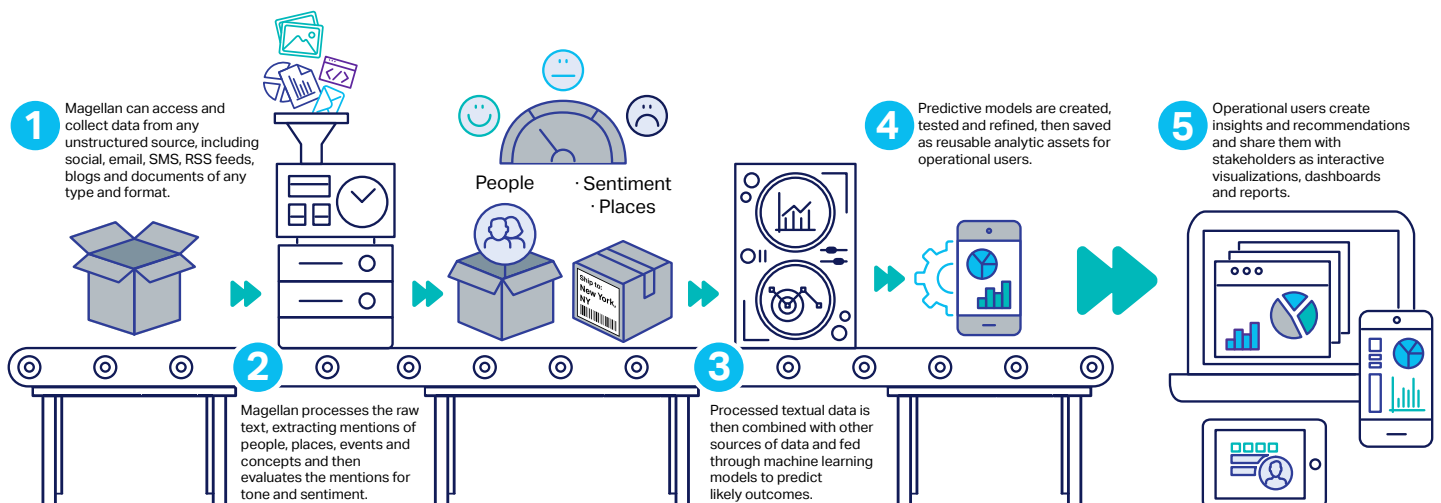 1
Magellan can access and
collect data from any
unstructured source, including
social, email, SMS, RSS feeds,
blogs and documents of any
type and format.
2
Magellan processes the raw
text, extracting mentions of
people, places, events and
concepts and then
evaluates the mentions for
tone and sentiment.
People
· Sentiment
· Places
Ship to:
New York,
NY
3
Processed textual data is
then combined with other
sources of data and fed
through machine learning
models to predict
likely outcomes.
4
Predictive models are created,
tested and refined, then saved
as reusable analytic assets for
operational users.
5
Operational users create
insights and recommendations
and share them with
stakeholders as interactive
visualizations, dashboards
and reports.